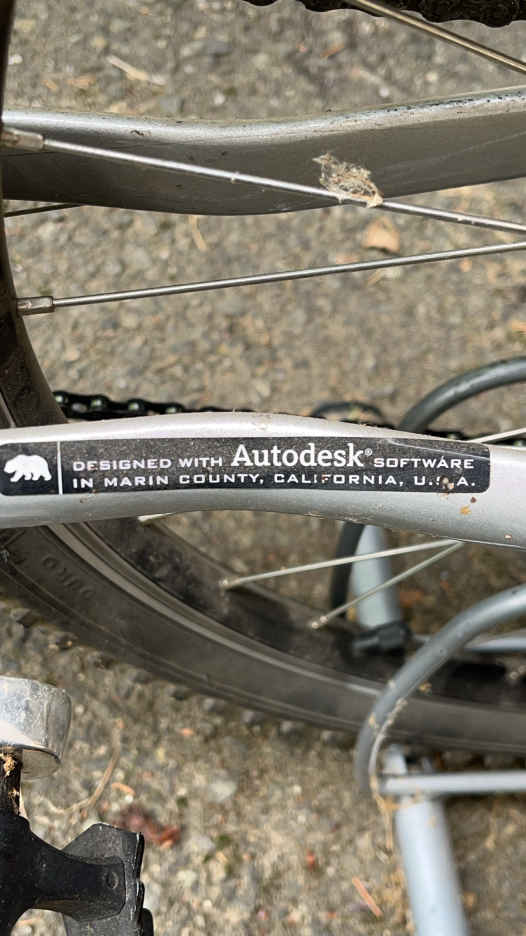 DESIGNED WITH Autodesk® SOFTWARE
IN MARIN COUNTY, CALIFORNIA, U.S.A.